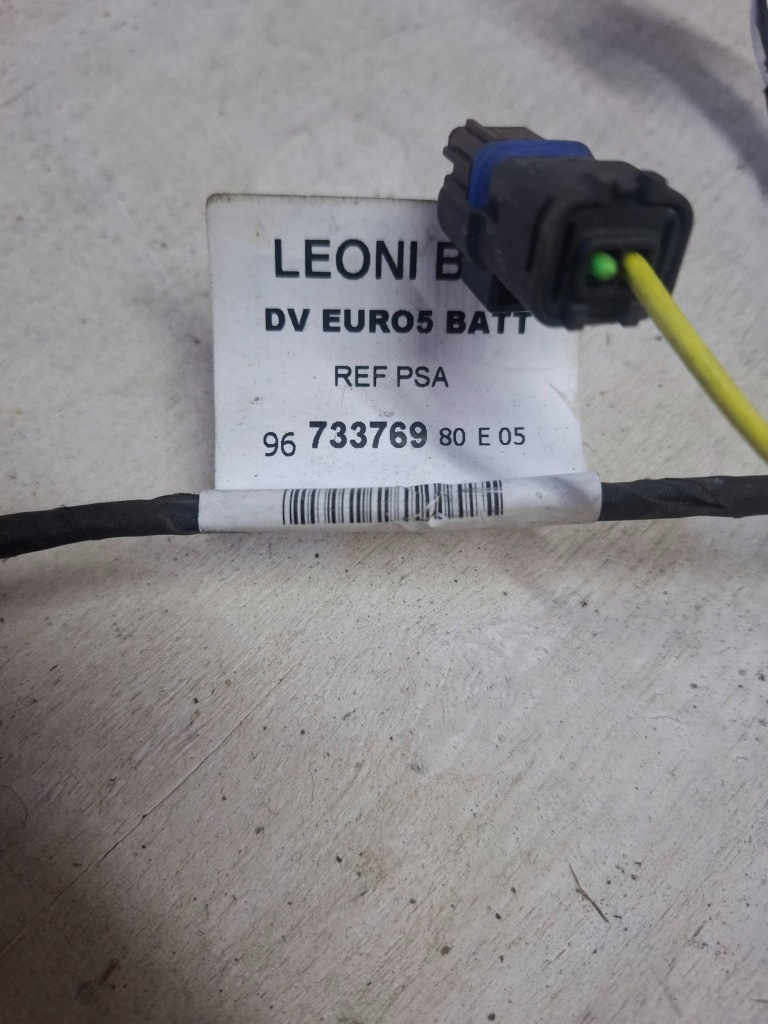 LEONI
DV EURO5 BATT
REF PSA
96 733769 80 E 05